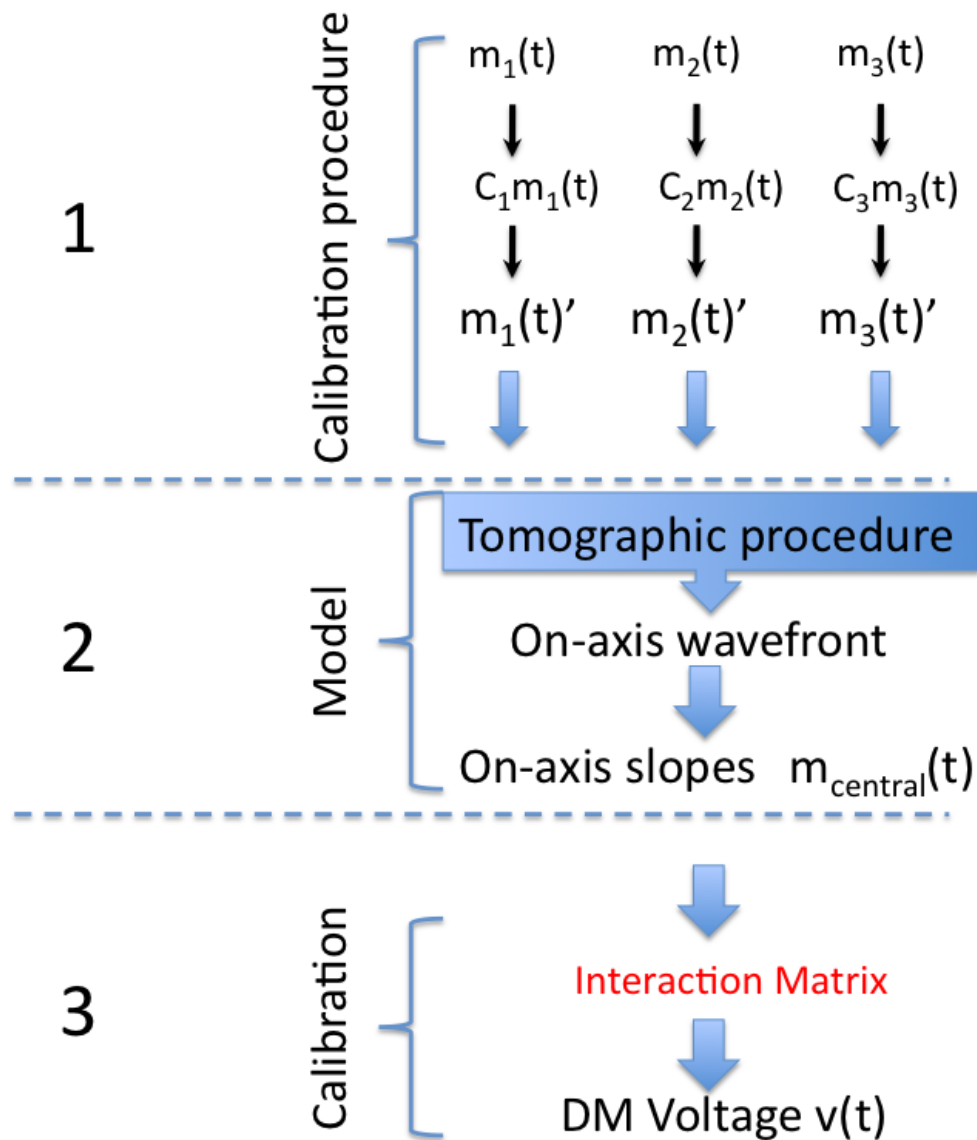 1
Calibration procedure
m₁(t) m₂(t) m₃(t)
C₁m₁(t) C₂m₂(t) C₃m₃(t)
m₁(t)’ m₂(t)’ m₃(t)’
2
Model
Tomographic procedure
On-axis wavefront
On-axis slopes m_central(t)
3
Calibration
Interaction Matrix
DM Voltage v(t)